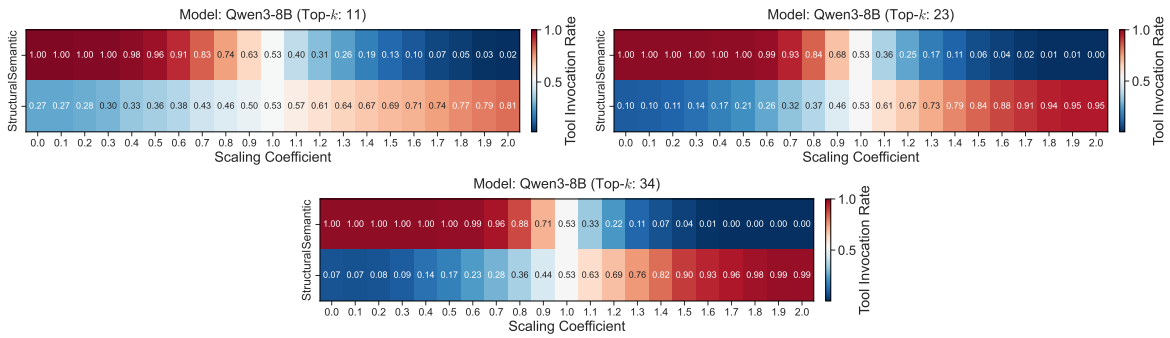 Model: Qwen3-8B (Top-k: 11)
Semantic
1.00 1.00 1.00 1.00 0.98 0.96 0.91 0.83 0.74 0.63 0.53 0.40 0.31 0.26 0.19 0.13 0.10 0.07 0.05 0.03 0.02
Structural
0.27 0.27 0.28 0.30 0.33 0.36 0.38 0.43 0.46 0.50 0.53 0.57 0.61 0.64 0.67 0.69 0.71 0.74 0.77 0.79 0.81
0.0 0.1 0.2 0.3 0.4 0.5 0.6 0.7 0.8 0.9 1.0 1.1 1.2 1.3 1.4 1.5 1.6 1.7 1.8 1.9 2.0
Scaling Coefficient
1.0
0.5
Tool Invocation Rate
Model: Qwen3-8B (Top-k: 23)
Semantic
1.00 1.00 1.00 1.00 1.00 0.99 0.93 0.84 0.68 0.53 0.36 0.25 0.17 0.11 0.06 0.04 0.02 0.01 0.01 0.00
Structural
0.10 0.10 0.11 0.14 0.17 0.21 0.26 0.32 0.37 0.46 0.53 0.61 0.67 0.73 0.79 0.84 0.88 0.91 0.94 0.95 0.95
0.0 0.1 0.2 0.3 0.4 0.5 0.6 0.7 0.8 0.9 1.0 1.1 1.2 1.3 1.4 1.5 1.6 1.7 1.8 1.9 2.0
Scaling Coefficient
1.0
0.5
Tool Invocation Rate
Model: Qwen3-8B (Top-k: 34)
Semantic
1.00 1.00 1.00 1.00 1.00 1.00 0.99 0.96 0.88 0.71 0.53 0.33 0.22 0.11 0.07 0.04 0.01 0.00 0.00 0.00 0.00
Structural
0.07 0.07 0.08 0.09 0.14 0.17 0.23 0.28 0.36 0.44 0.53 0.63 0.69 0.76 0.82 0.90 0.93 0.96 0.98 0.99 0.99
0.0 0.1 0.2 0.3 0.4 0.5 0.6 0.7 0.8 0.9 1.0 1.1 1.2 1.3 1.4 1.5 1.6 1.7 1.8 1.9 2.0
Scaling Coefficient
1.0
0.5
Tool Invocation Rate